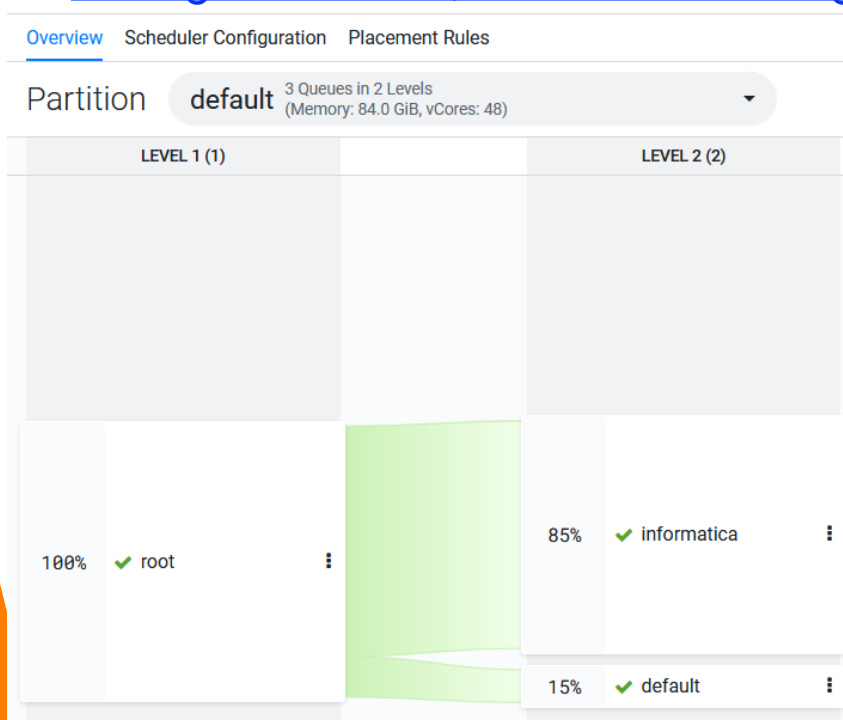 Overview Scheduler Configuration Placement Rules
Partition default 3 Queues in 2 Levels
(Memory: 84.0 GiB, vCores: 48)
LEVEL 1 (1) LEVEL 2 (2)
85% informatica
100% root
15% default